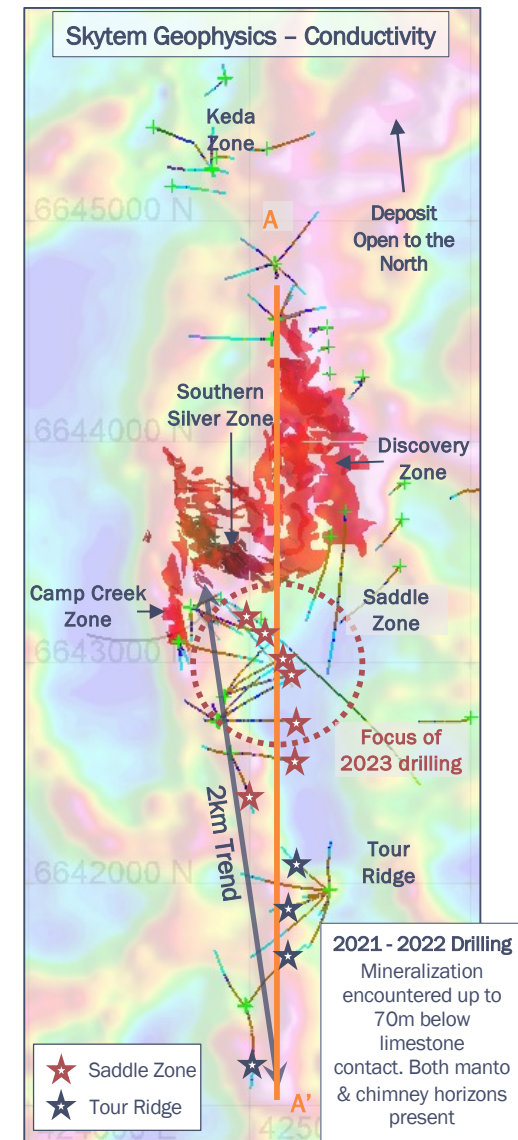 Skytem Geophysics – Conductivity
Keda
Zone
6645000 N
A
Deposit
Open to the
North
Southern
Silver Zone
6644000 N
Discovery
Zone
Camp Creek
Zone
Saddle
Zone
6643000 N
Focus of
2023 drilling
2km Trend
Tour
Ridge
6642000 N
2021 - 2022 Drilling
Mineralization
encountered up to
70m below
limestone
contact. Both manto
& chimney horizons
present
Saddle Zone
Tour Ridge
A'